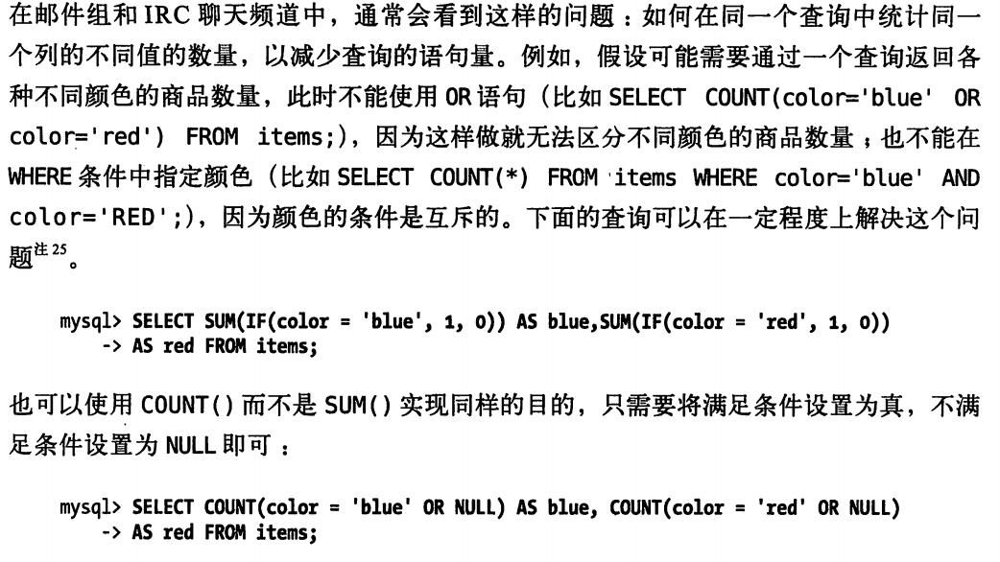 在邮件组和 IRC 聊天频道中，通常会看到这样的问题：如何在同一个查询中统计同一
个列的不同值的数量，以减少查询的语句量。例如，假设可能需要通过一个查询返回各
种不同颜色的商品数量，此时不能使用 OR 语句（比如 SELECT COUNT(color='blue' OR
color='red') FROM items;），因为这样做就无法区分不同颜色的商品数量；也不能在
WHERE 条件中指定颜色（比如 SELECT COUNT(*) FROM items WHERE color='blue' AND
color='RED';），因为颜色的条件是互斥的。下面的查询可以在一定程度上解决这个问
题注 25。
mysql> SELECT SUM(IF(color = 'blue', 1, 0)) AS blue,SUM(IF(color = 'red', 1, 0))
-> AS red FROM items;
也可以使用 COUNT() 而不是 SUM() 实现同样的目的，只需要将满足条件设置为真，不满
足条件设置为 NULL 即可：
mysql> SELECT COUNT(color = 'blue' OR NULL) AS blue, COUNT(color = 'red' OR NULL)
-> AS red FROM items;